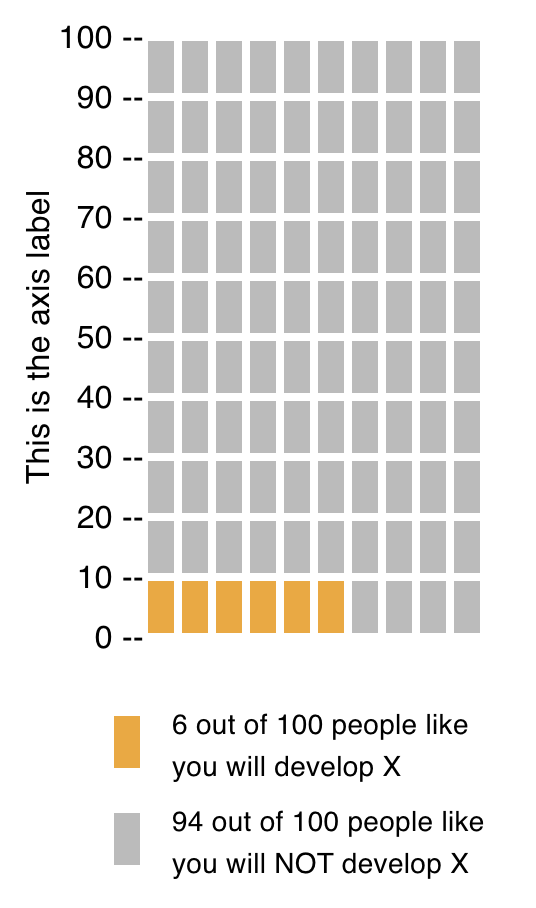 100 --
90 --
80 --
70 --
60 --
50 --
40 --
30 --
20 --
10 --
0 --
This is the axis label
6 out of 100 people like
you will develop X
94 out of 100 people like
you will NOT develop X